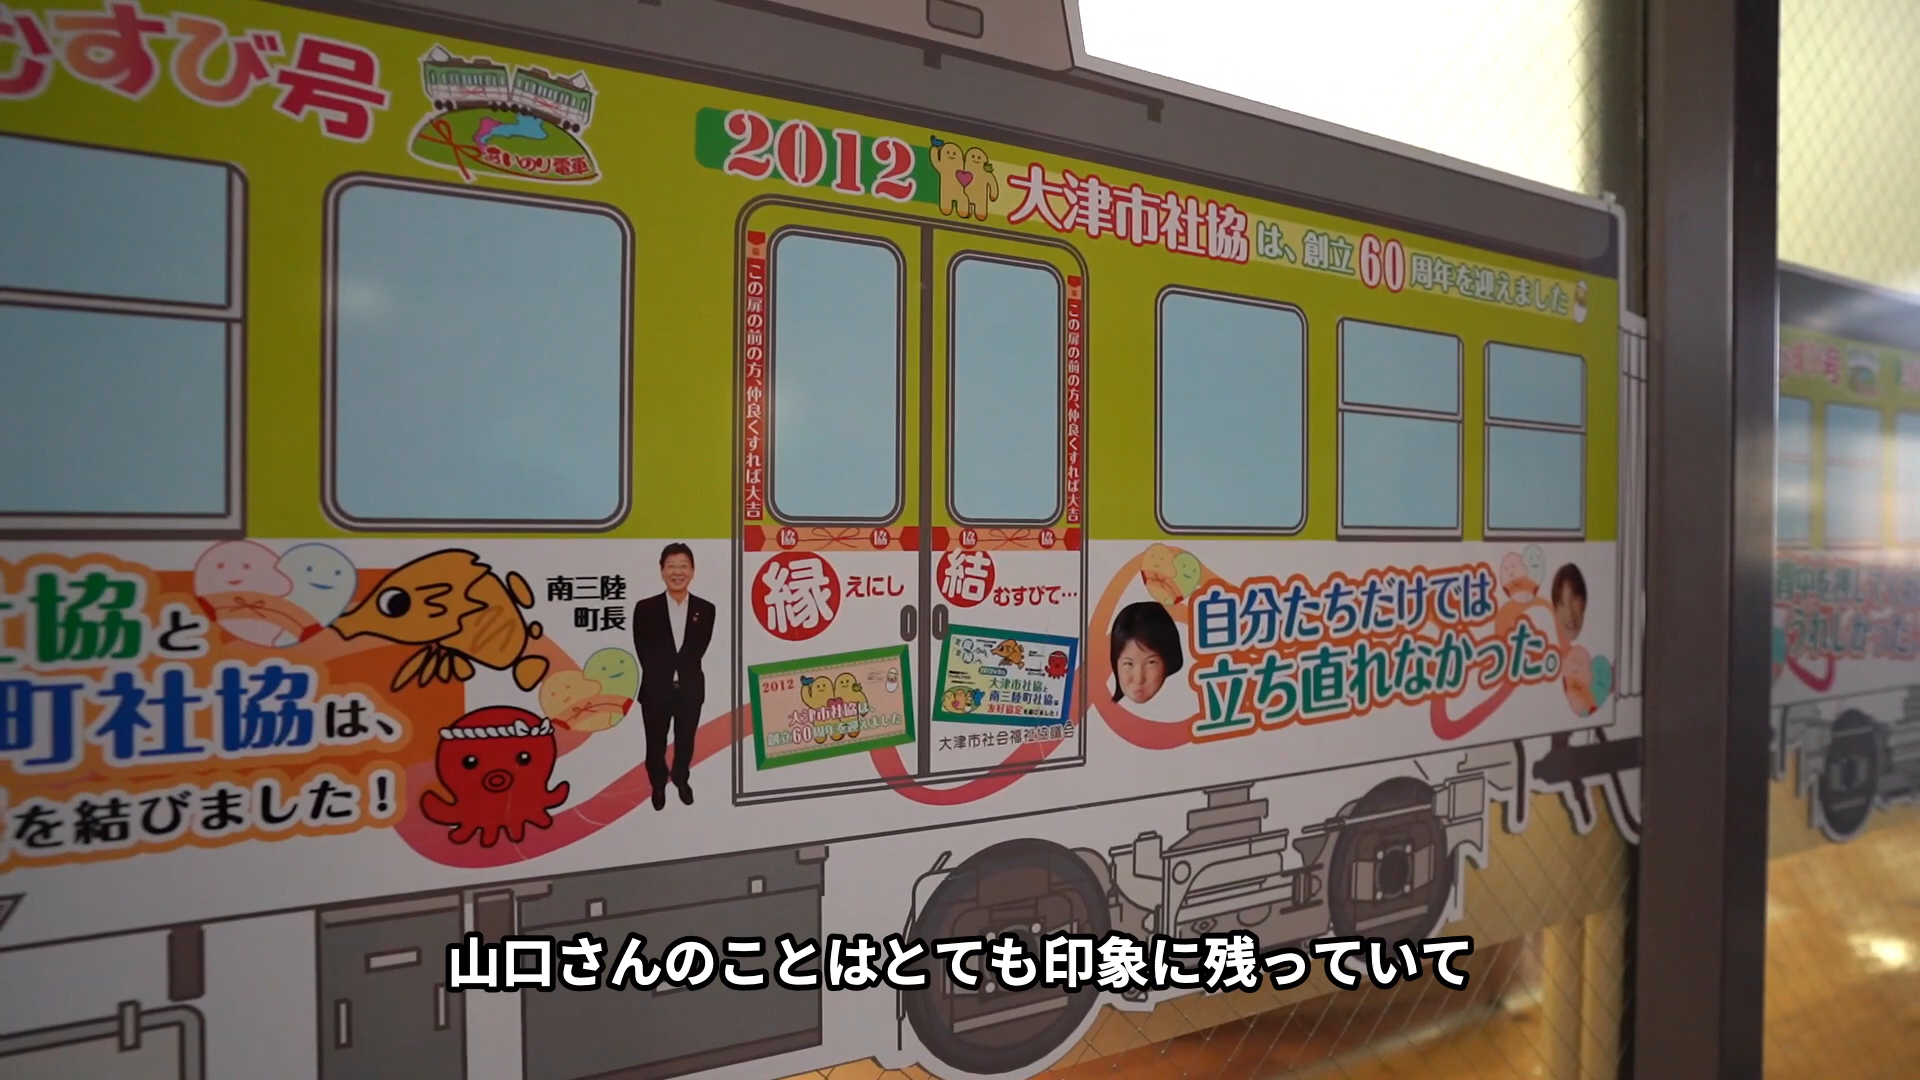 むすび号
あいのり電車
2012
大津市社協は、創立60周年を迎えました
この扉の前の方、仲良くすれば大吉
この扉の前の方、仲良くすれば大吉
協
協
協
協
縁えにし
結むすびて…
社協と
町社協は、
を結びました!
南三陸
町長
2012
大津市社協は、
創立60周年を迎えました
大津市社協と
南三陸町社協は
友好協定を結びました!
大津市社会福祉協議会
自分たちだけでは
立ち直れなかった。
山口さんのことはとても印象に残っていて